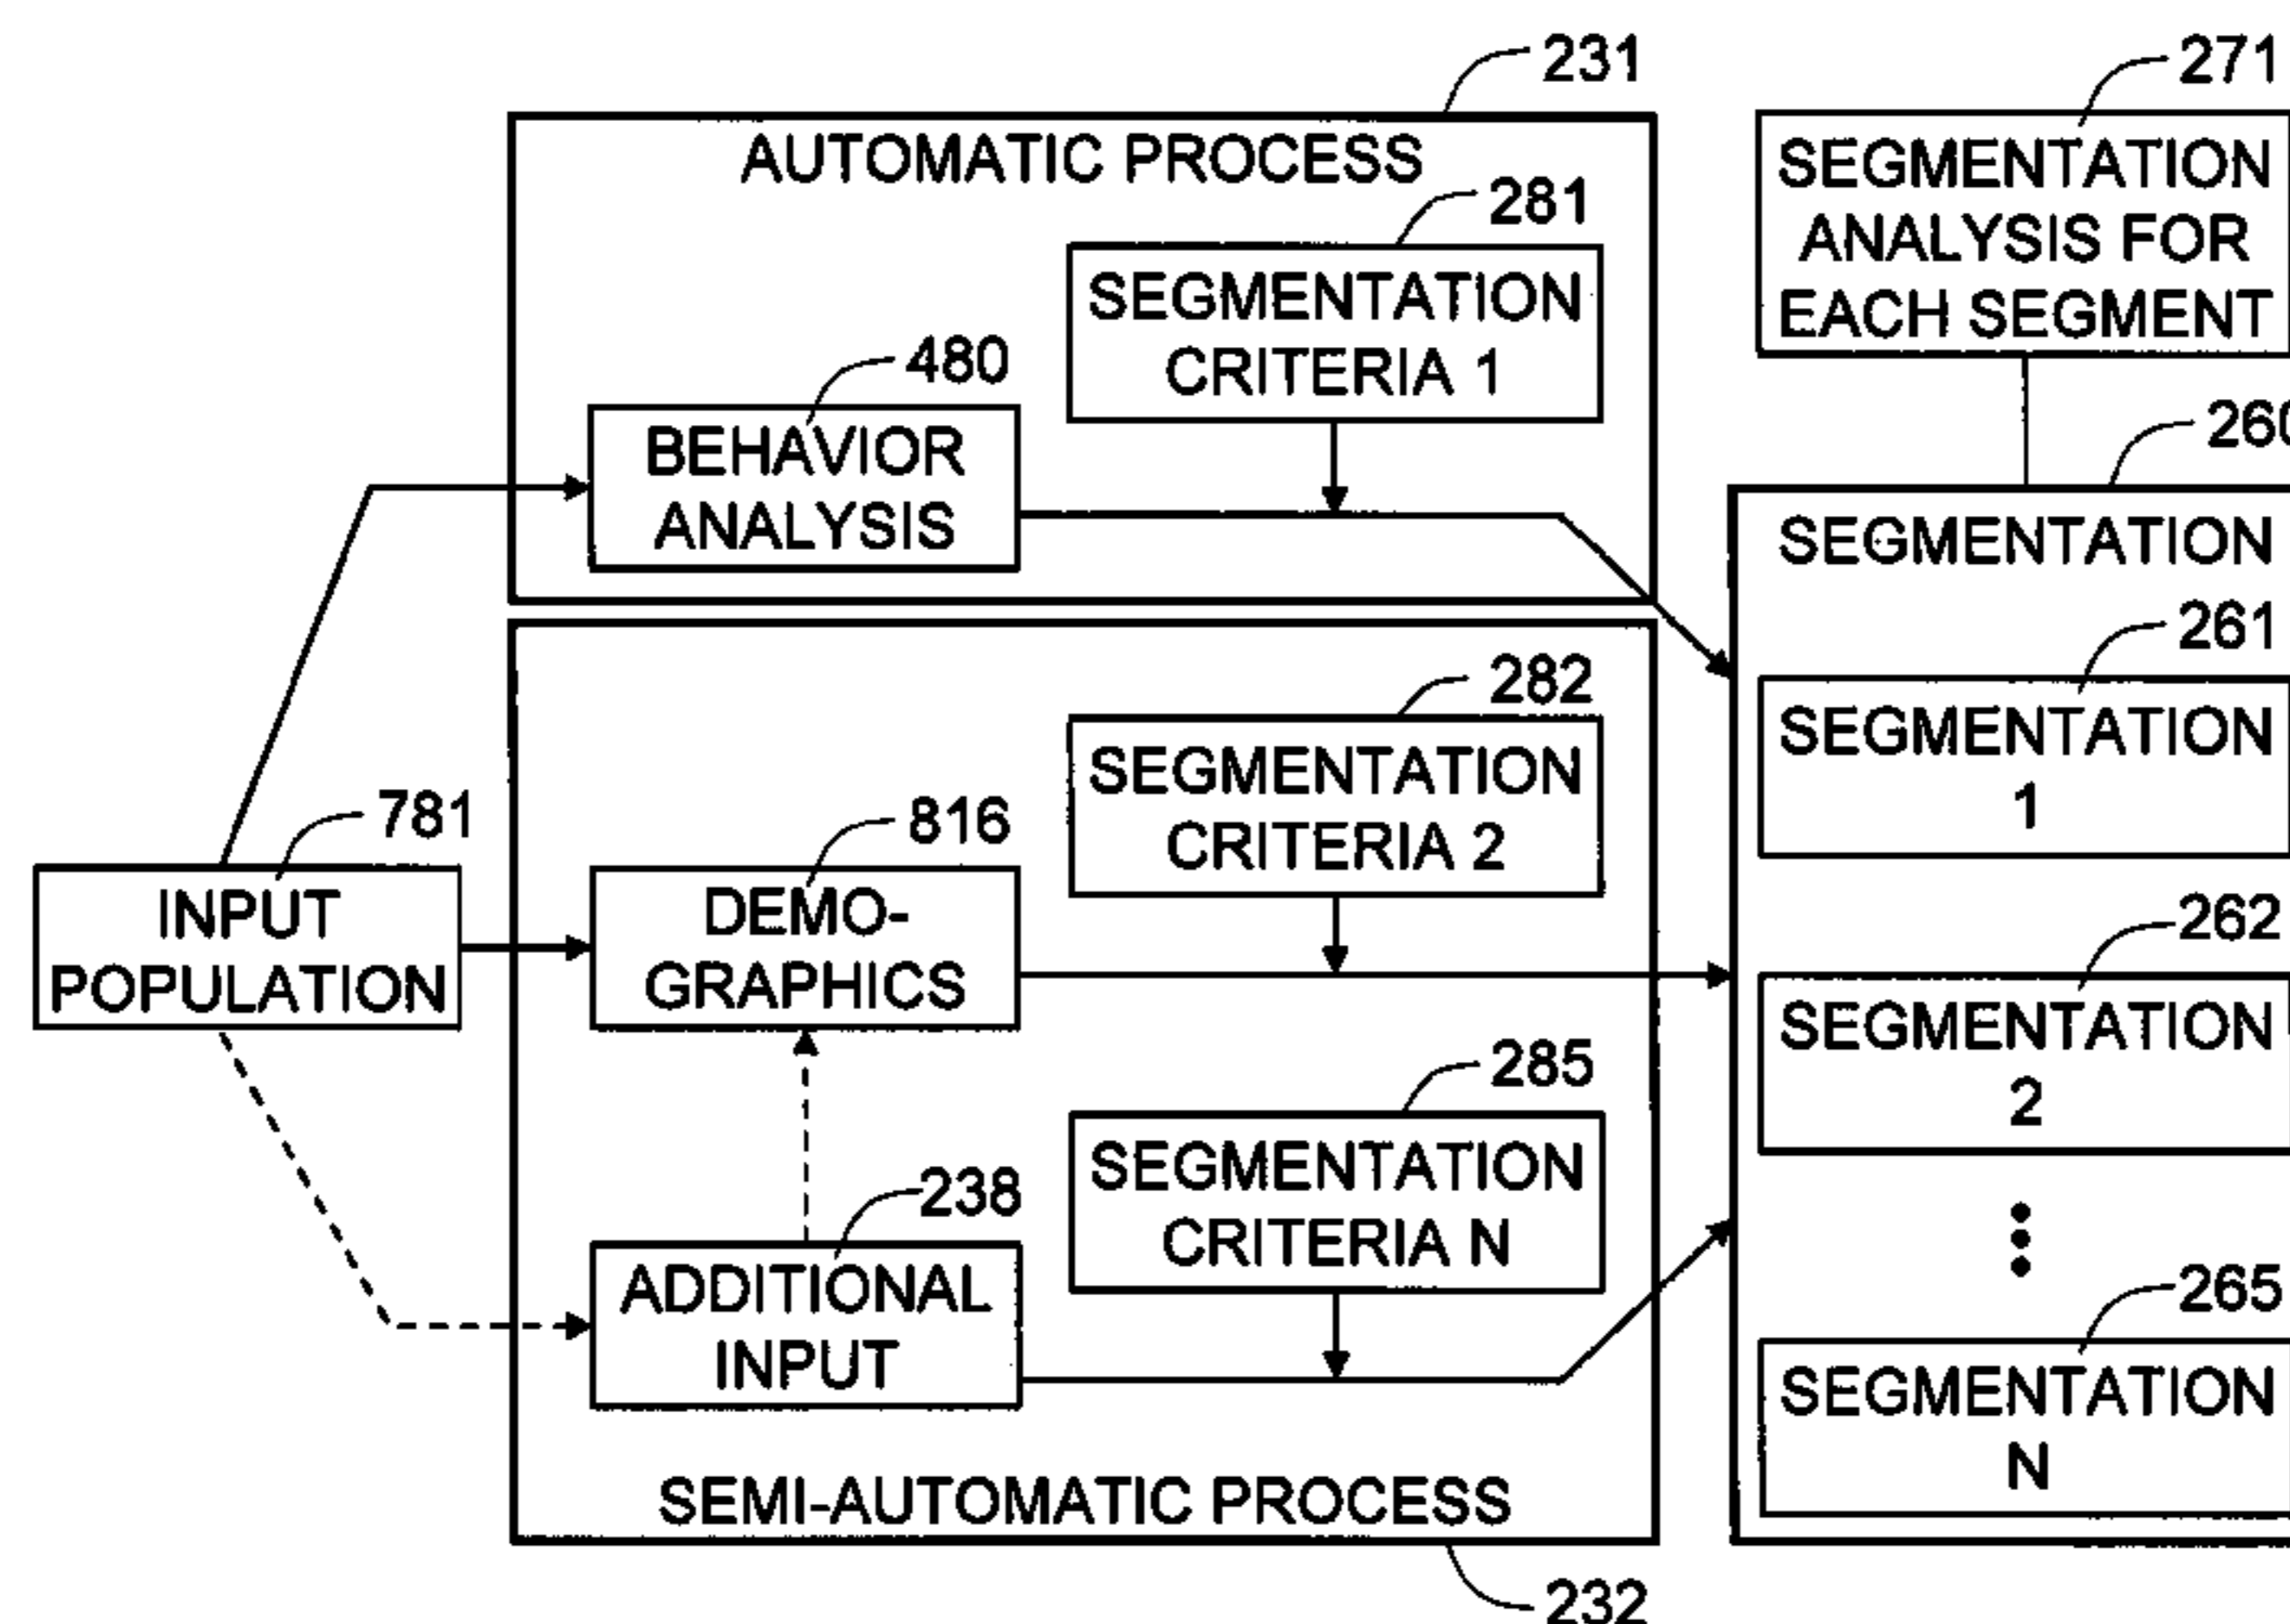 231
271
AUTOMATIC PROCESS
SEGMENTATION
ANALYSIS FOR
EACH SEGMENT
281
SEGMENTATION
CRITERIA 1
480
BEHAVIOR
ANALYSIS
260
SEGMENTATION
261
SEGMENTATION
1
282
SEGMENTATION
CRITERIA 2
781
INPUT
POPULATION
816
DEMO-
GRAPHICS
262
SEGMENTATION
2
285
SEGMENTATION
CRITERIA N
238
ADDITIONAL
INPUT
265
SEGMENTATION
N
SEMI-AUTOMATIC PROCESS
232